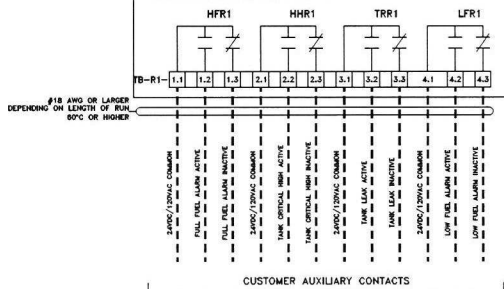 HFR1 HHR1 TRR1 LFR1
TB-R1- 1.1 1.2 1.3 2.1 2.2 2.3 3.1 3.2 3.3 4.1 4.2 4.3
#18 AWG OR LARGER
DEPENDING ON LENGTH OF RUN
60°C OR HIGHER
24VDC/120VAC COMMON
FULL FUEL ALARM ACTIVE
FULL FUEL ALARM INACTIVE
24VDC/120VAC COMMON
TANK CRITICAL HIGH ACTIVE
TANK CRITICAL HIGH INACTIVE
24VDC/120VAC COMMON
TANK LEAK ACTIVE
TANK LEAK INACTIVE
24VDC/120VAC COMMON
LOW FUEL ALARM ACTIVE
LOW FUEL ALARM INACTIVE
CUSTOMER AUXILIARY CONTACTS